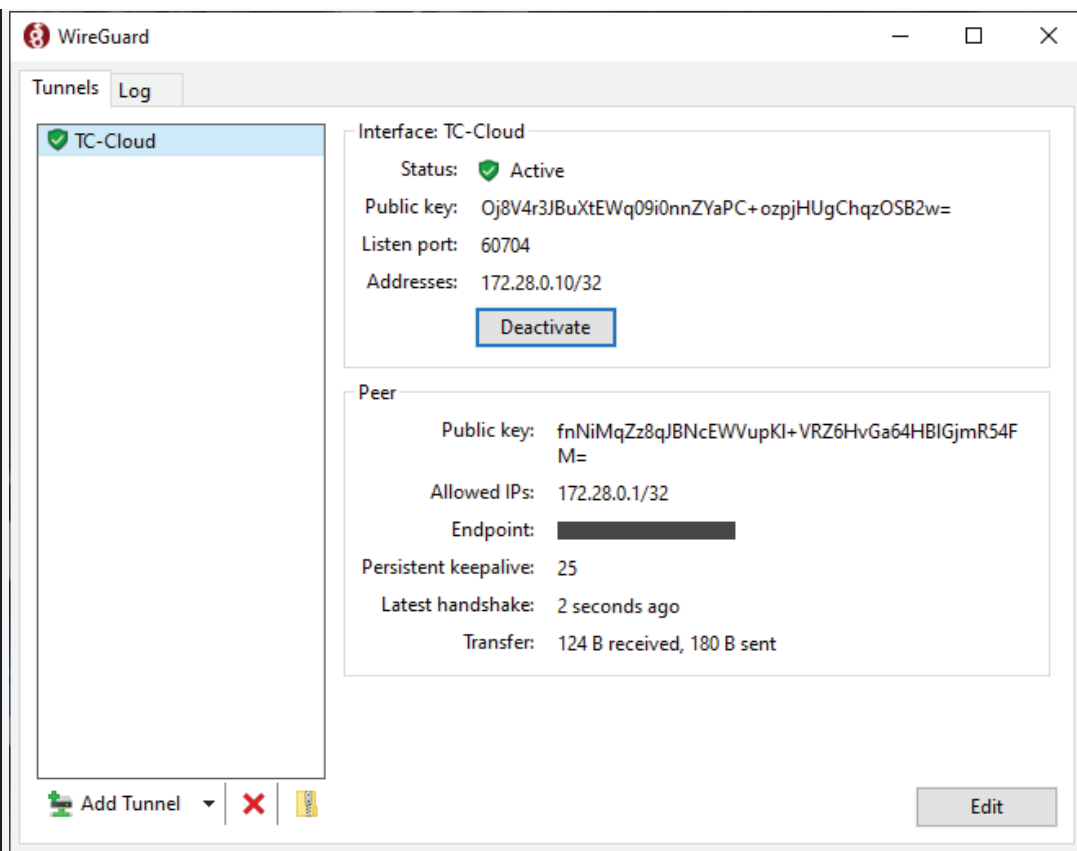 WireGuard
Tunnels Log
TC-Cloud
Interface: TC-Cloud
Status: Active
Public key: Oj8V4r3JBuXtEWq09i0nnZYaPC+ozpjHUgChqzOSB2w=
Listen port: 60704
Addresses: 172.28.0.10/32
Deactivate
Peer
Public key: fnNiMqZz8qJBNcEWVupKI+VRZ6HvGa64HBIGjmR54F
M=
Allowed IPs: 172.28.0.1/32
Endpoint:
Persistent keepalive: 25
Latest handshake: 2 seconds ago
Transfer: 124 B received, 180 B sent
Add Tunnel
Edit